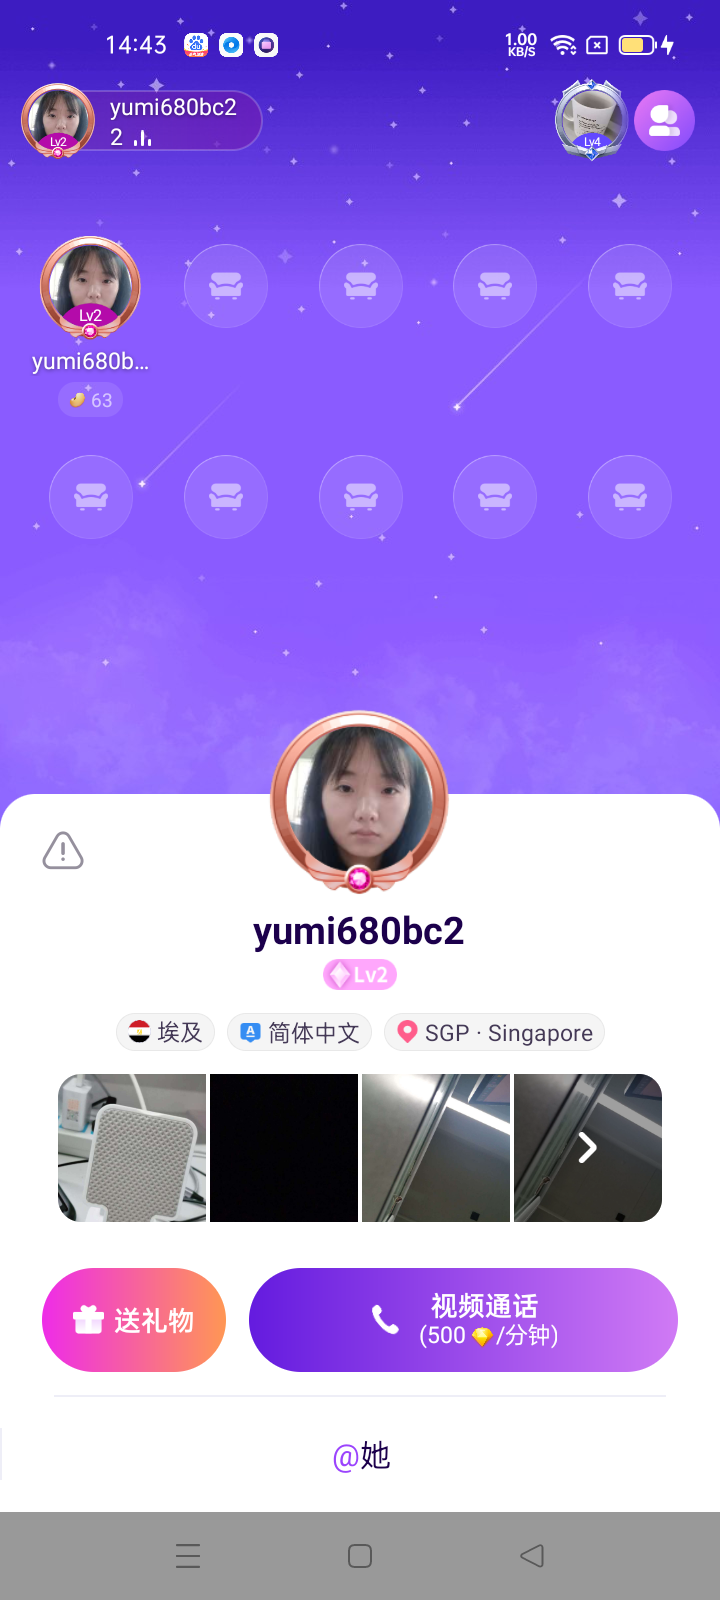 14:43
1.00
KB/S
yumi680bc2
2
Lv2
Lv4
Lv2
yumi680b...
63
yumi680bc2
Lv2
埃及
简体中文
SGP · Singapore
送礼物
视频通话
(500 /分钟)
@她